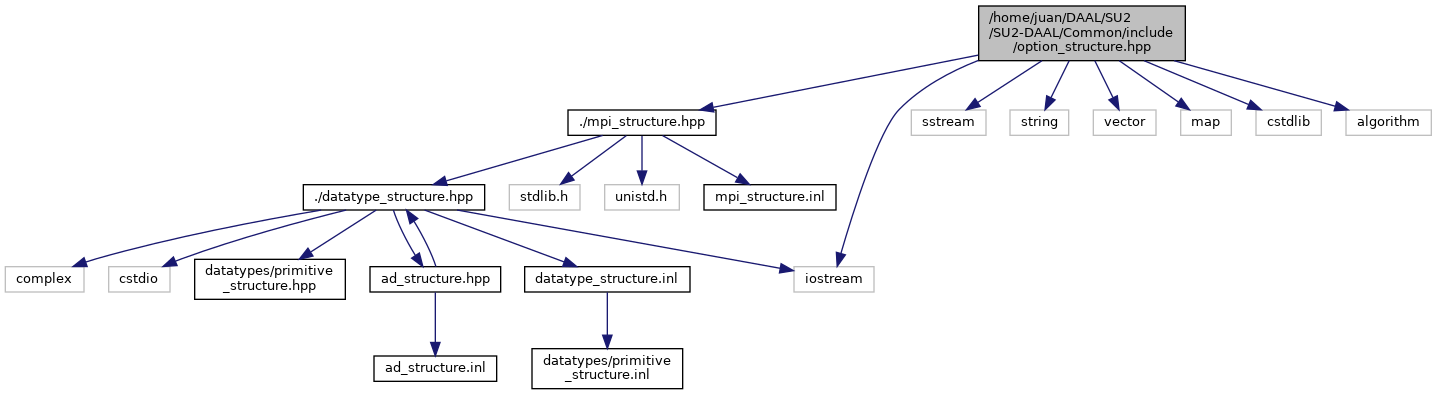 /home/juan/DAAL/SU2
/SU2-DAAL/Common/include
/option_structure.hpp
./mpi_structure.hpp
sstream
string
vector
map
cstdlib
algorithm
./datatype_structure.hpp
stdlib.h
unistd.h
mpi_structure.inl
complex
cstdio
datatypes/primitive
_structure.hpp
ad_structure.hpp
datatype_structure.inl
iostream
ad_structure.inl
datatypes/primitive
_structure.inl